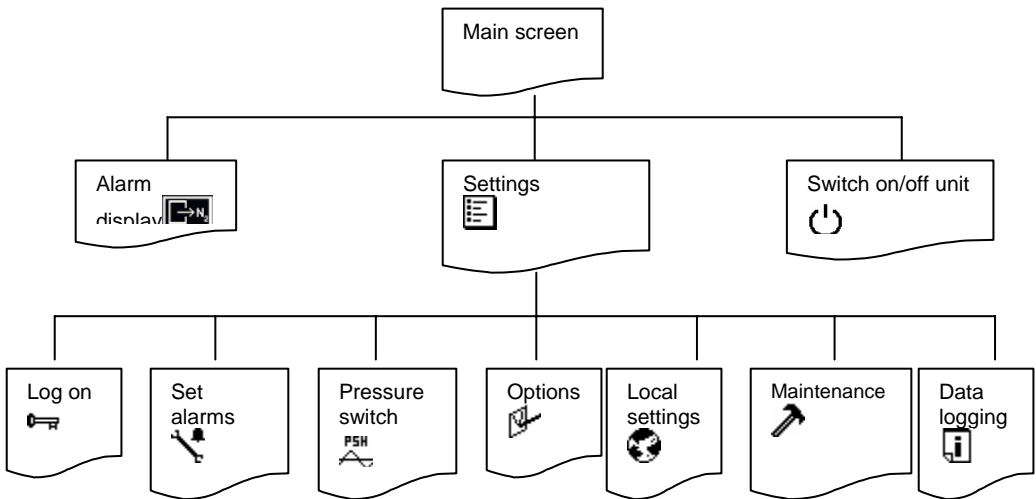 Main screen
Alarm
display
→N₂
Settings
Switch on/off unit
Log on
Set
alarms
Pressure
switch
PSH
Options
Local
settings
Maintenance
Data
logging
i